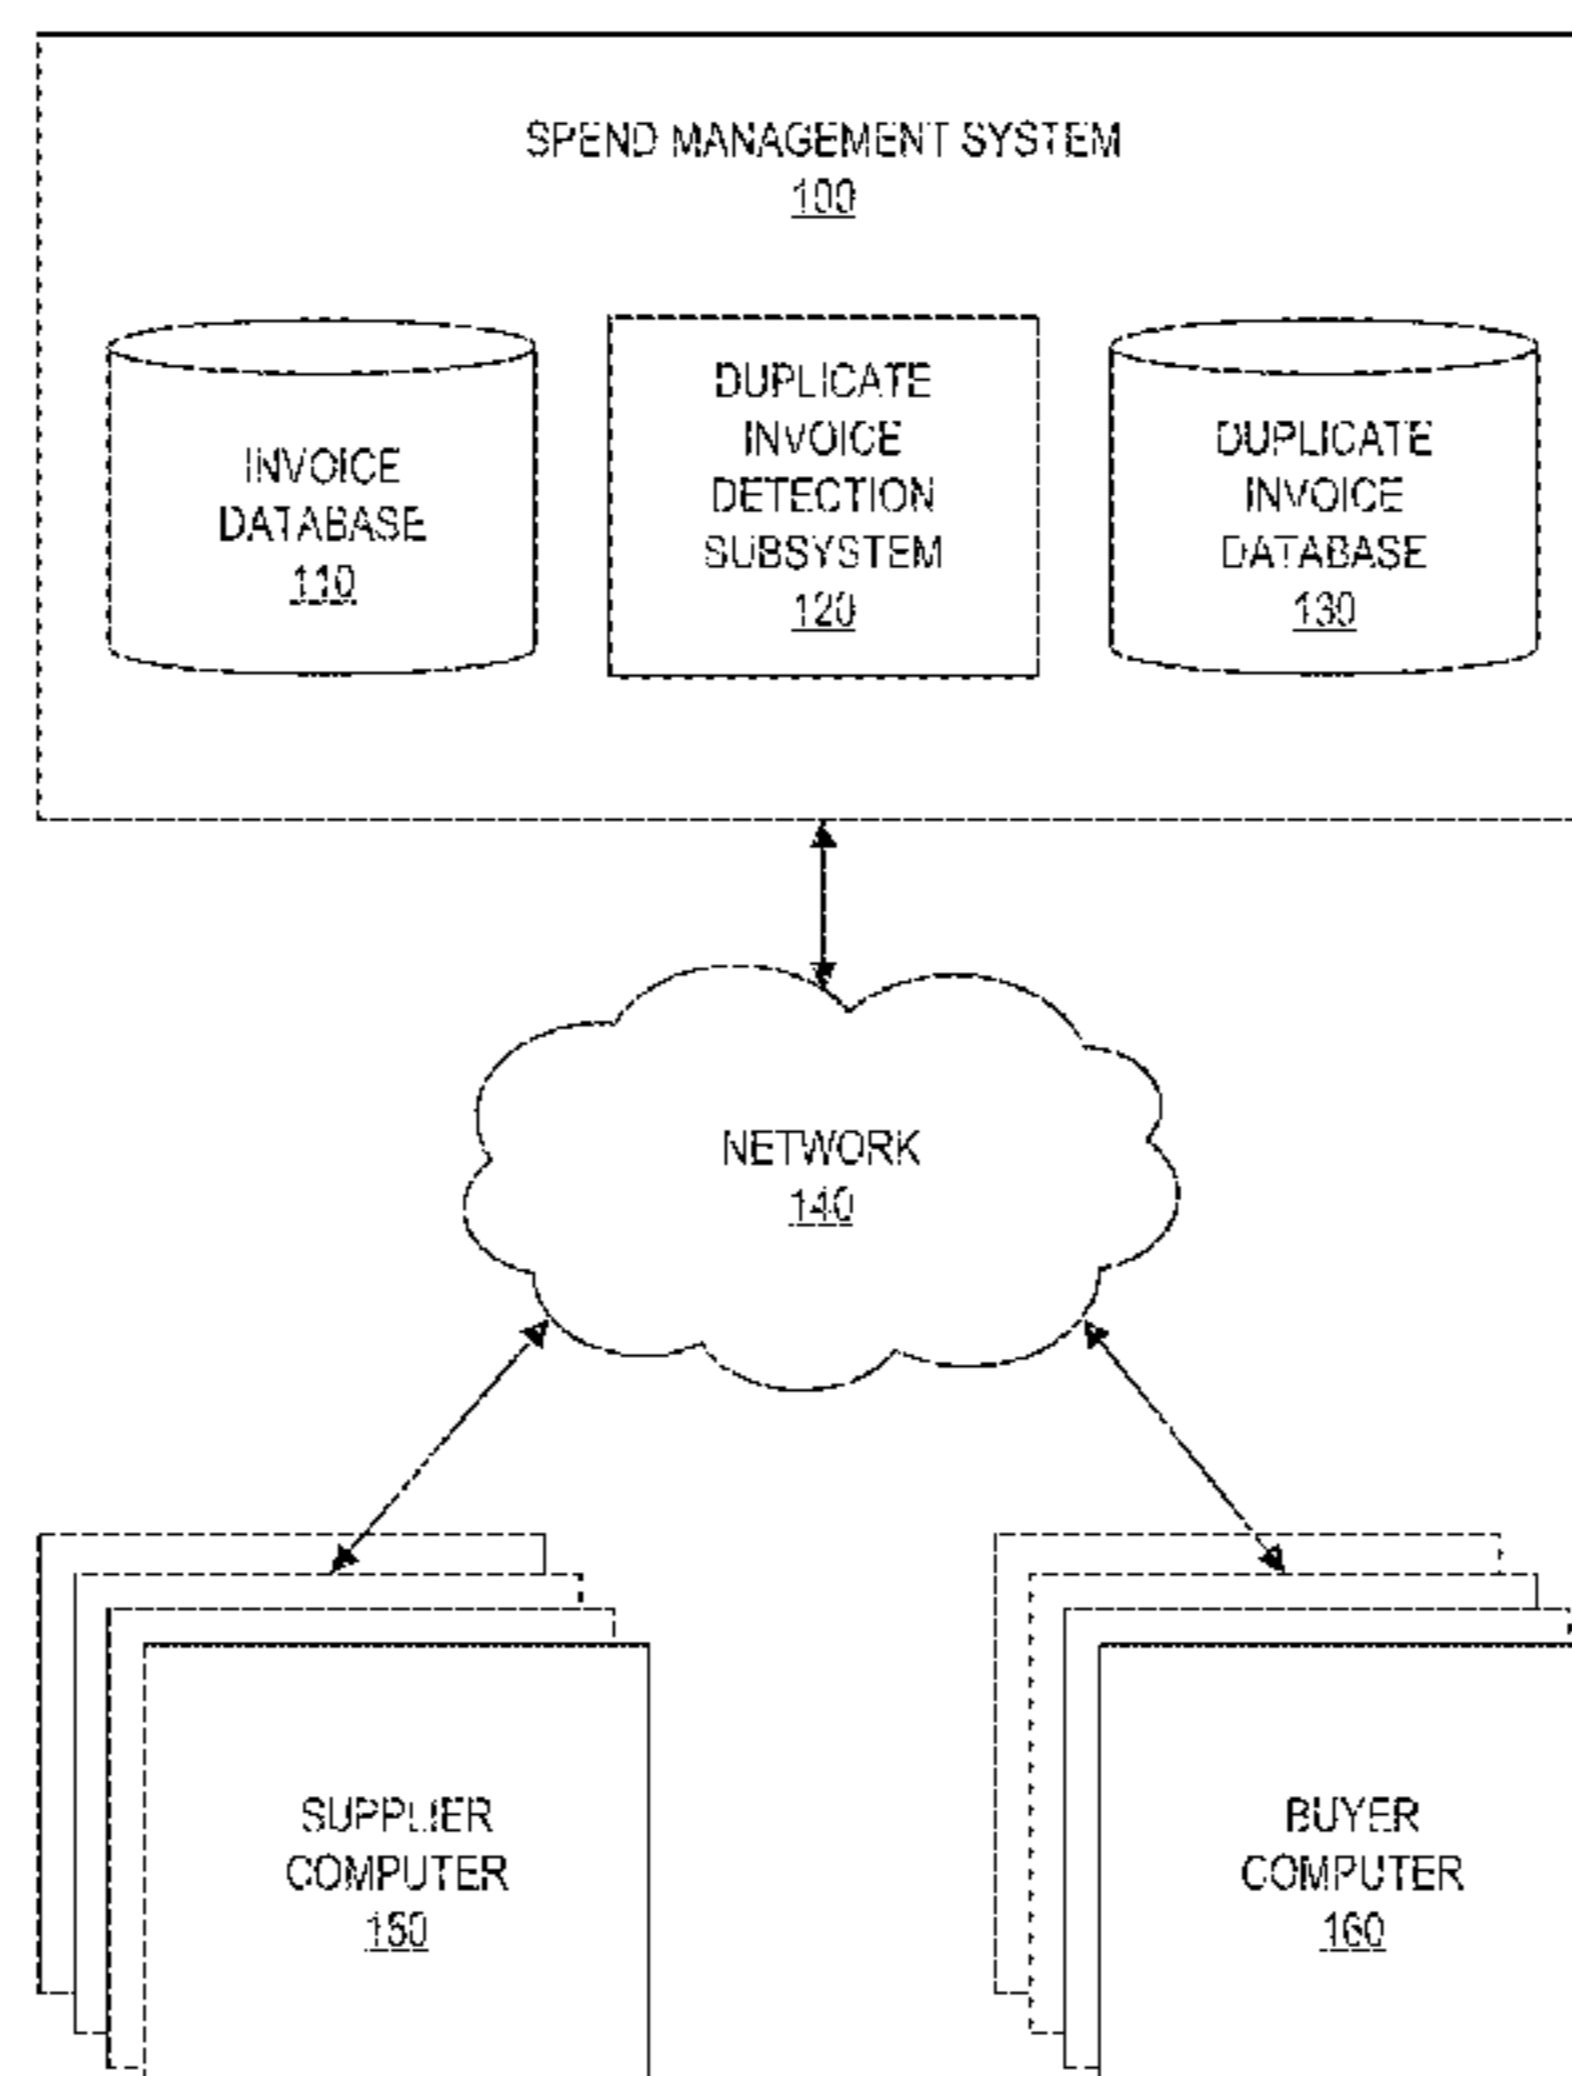 SPEND MANAGEMENT SYSTEM
100
INVOICE
DATABASE
110
DUPLICATE
INVOICE
DETECTION
SUBSYSTEM
120
DUPLICATE
INVOICE
DATABASE
130
NETWORK
140
SUPPLIER
COMPUTER
150
BUYER
COMPUTER
160